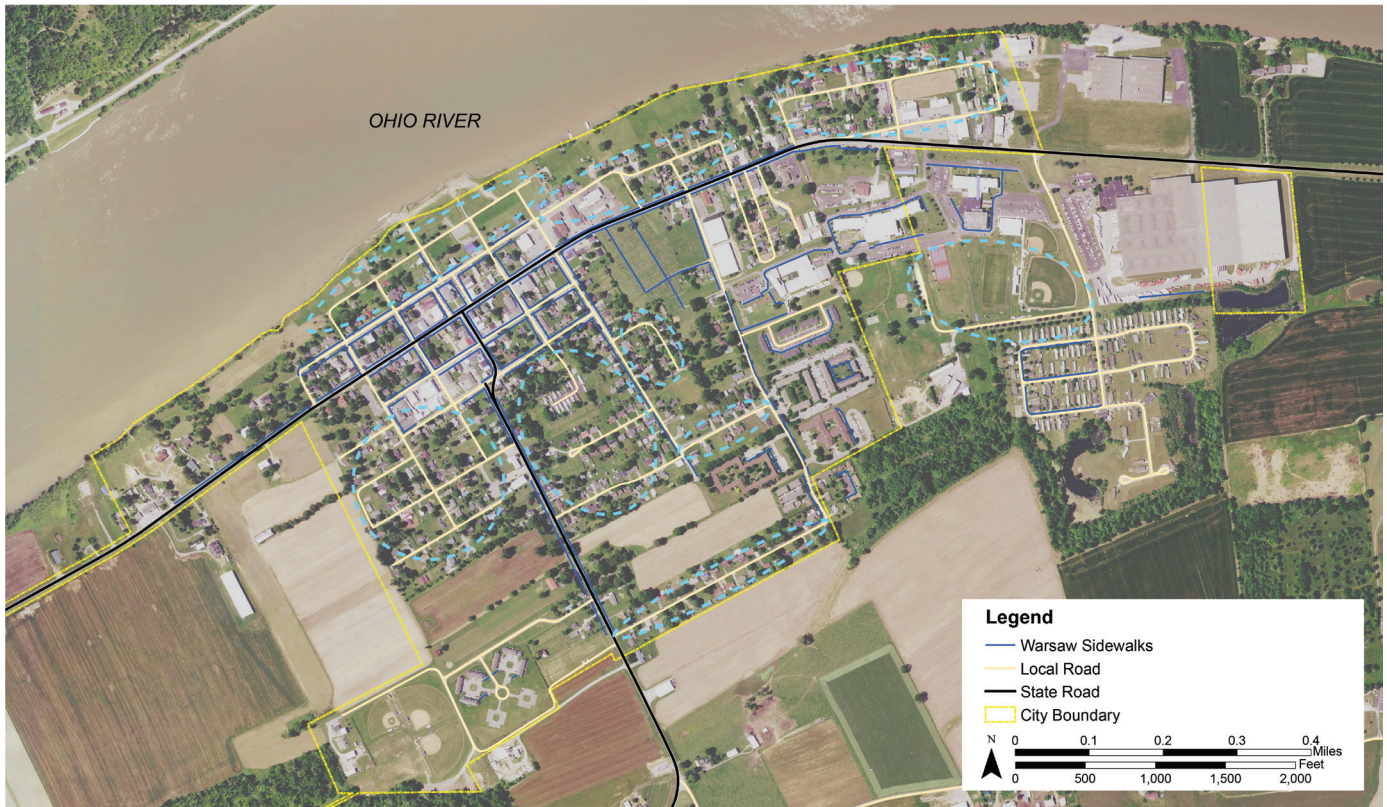 OHIO RIVER
Legend
Warsaw Sidewalks
Local Road
State Road
City Boundary
N
0 0.1 0.2 0.3 0.4
Miles
Feet
0 500 1,000 1,500 2,000